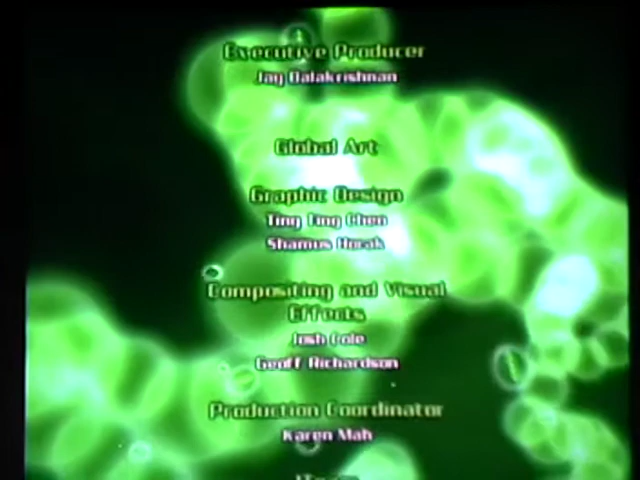 Executive Producer
Jay Balakrishnan
Global Art
Graphic Design
Ting Ting Chen
Shamus Horak
Compositing and Visual
Effects
Josh Cole
Geoff Richardson
Production Coordinator
Karen Mah